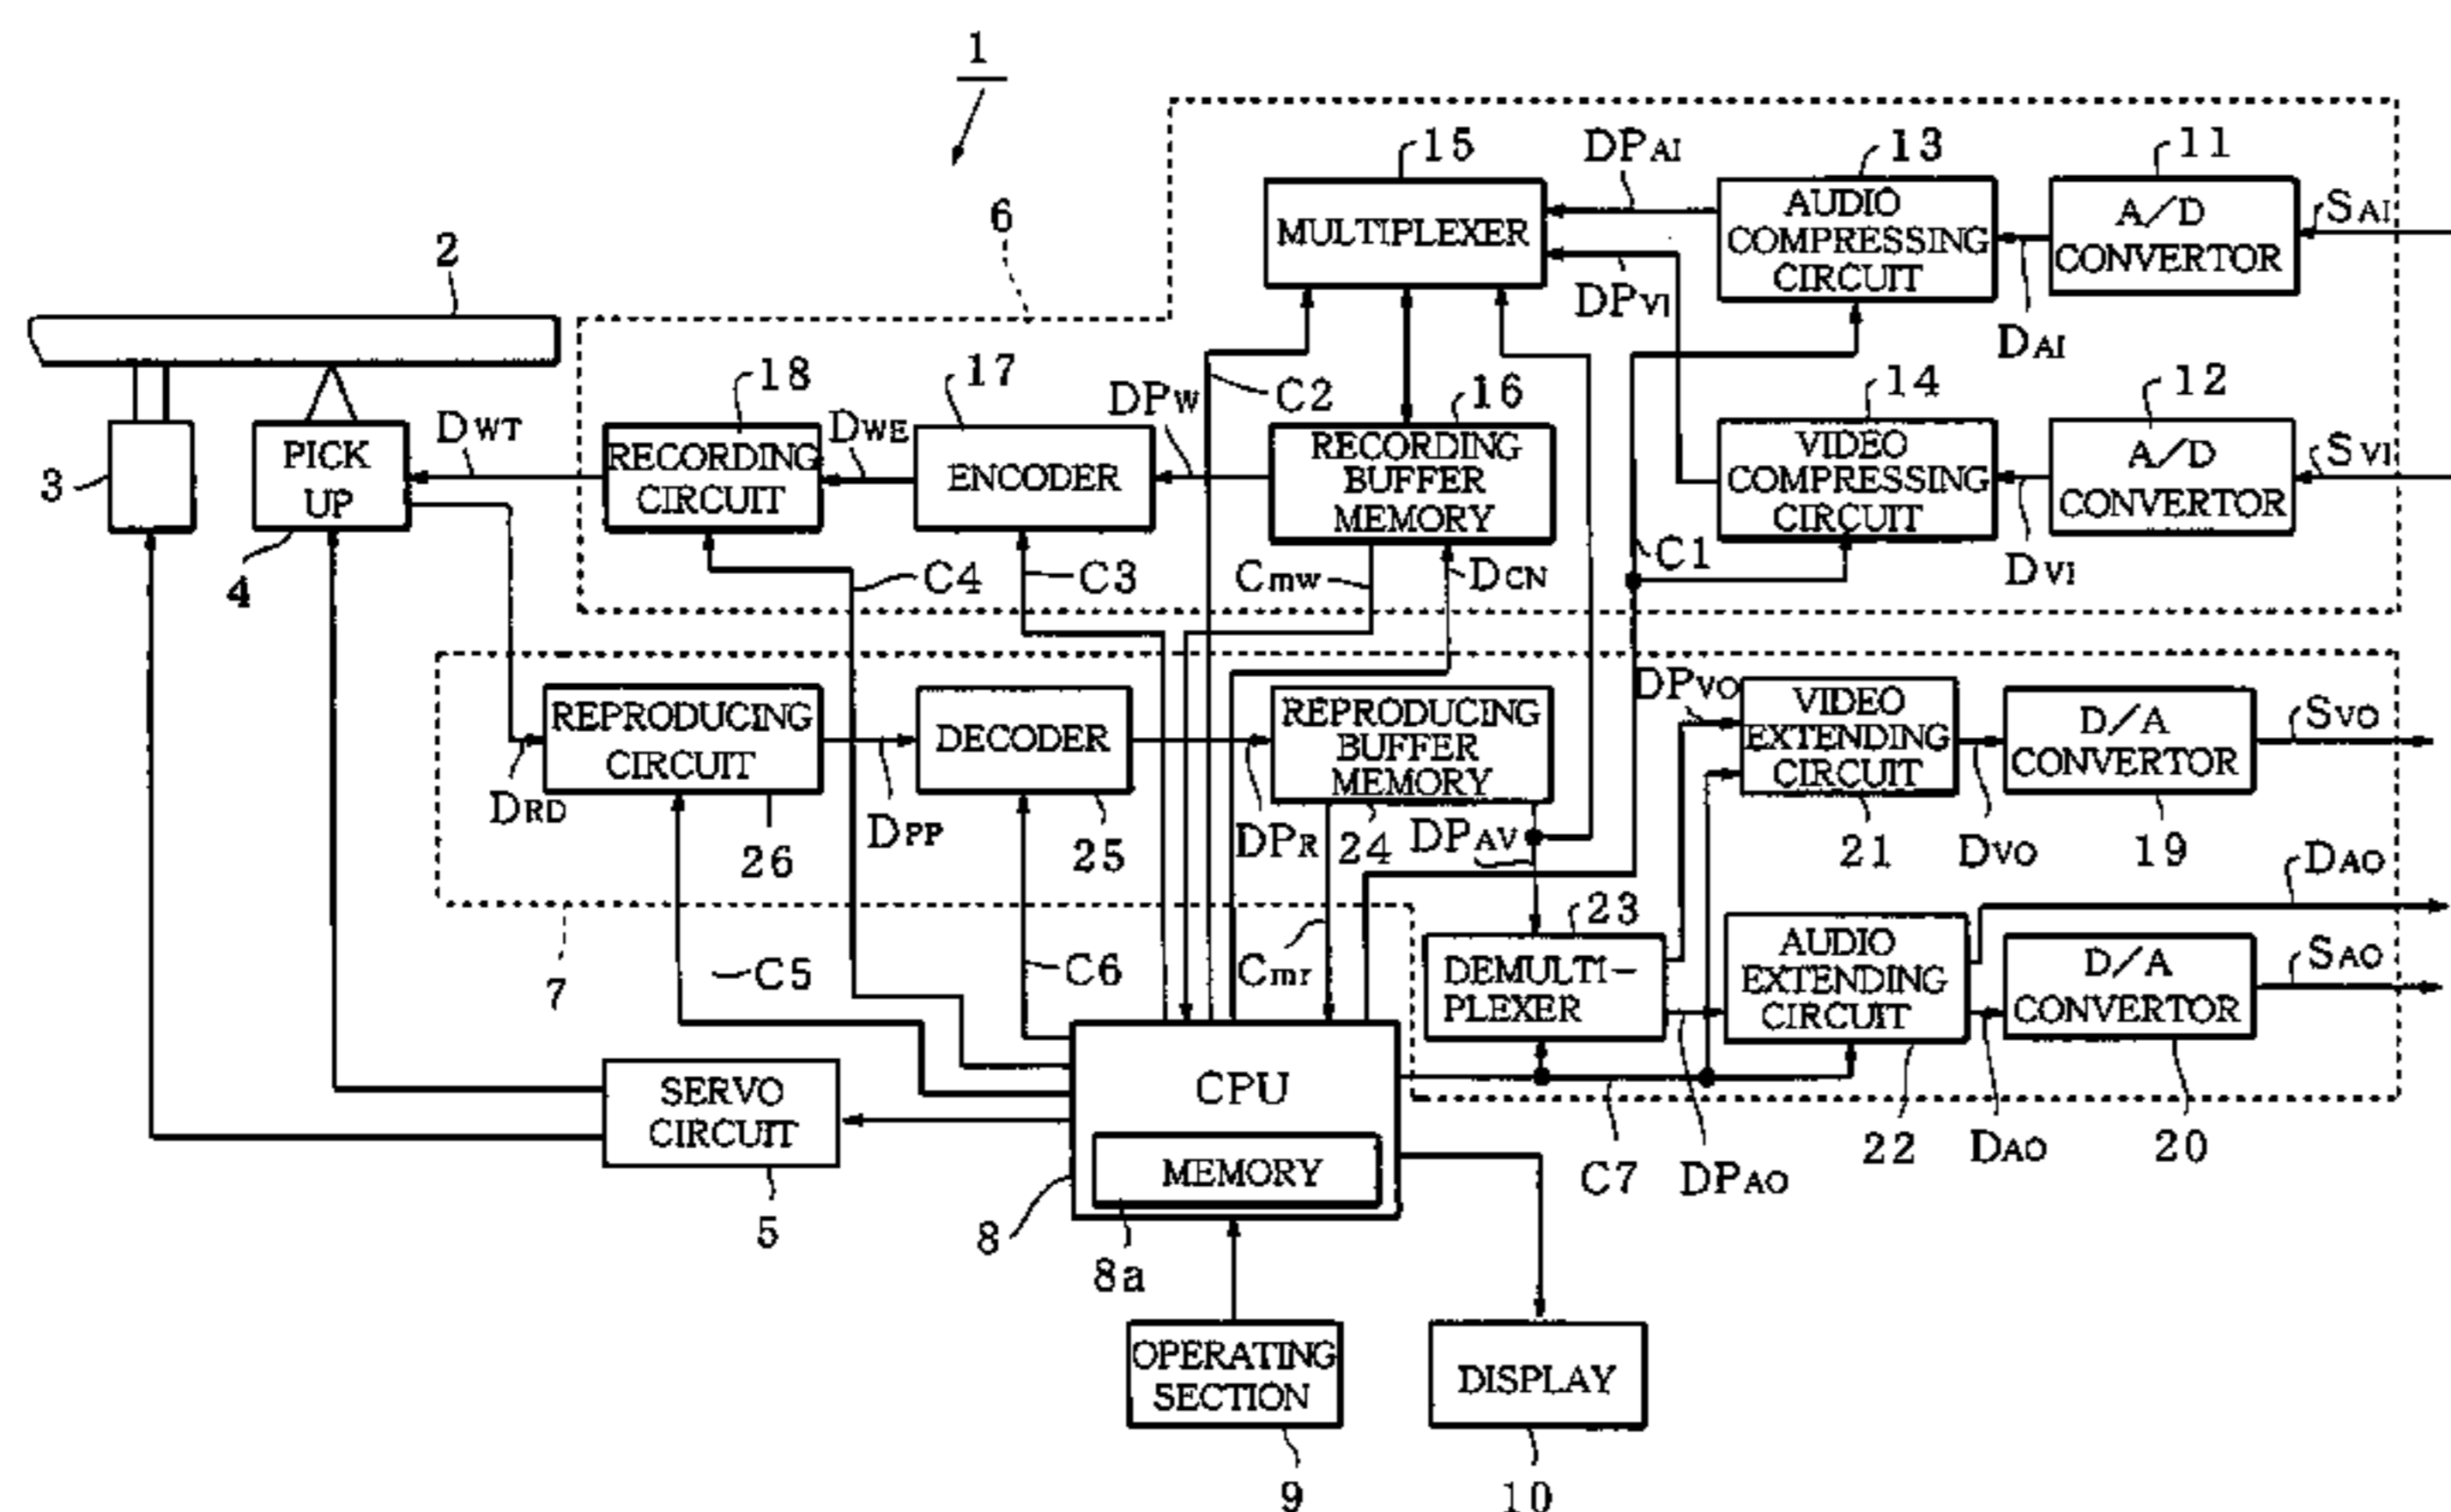 1
15
DPAI
13
11
MULTIPLEXER
AUDIO
COMPRESSING
CIRCUIT
A/D
CONVERTOR
SAI
6
2
DPVI
DAI
18
17
DPW
C2
16
14
12
DWT
DWE
3
PICK
UP
RECORDING
CIRCUIT
ENCODER
RECORDING
BUFFER
MEMORY
VIDEO
COMPRESSING
CIRCUIT
A/D
CONVERTOR
SVI
4
C4
C3
Cmw
DCN
C1
DVI
REPRODUCING
CIRCUIT
DECODER
REPRODUCING
BUFFER
MEMORY
DPVO
VIDEO
EXTENDING
CIRCUIT
D/A
CONVERTOR
SVO
DRD
26
DPP
25
DPR
24
DPAV
21
DVO
19
DAO
7
C5
C6
Cmr
23
DEMULTI-
PLEXER
AUDIO
EXTENDING
CIRCUIT
D/A
CONVERTOR
SAO
SERVO
CIRCUIT
CPU
MEMORY
5
8
8a
C7
DPAO
22
DAO
20
OPERATING
SECTION
DISPLAY
9
10